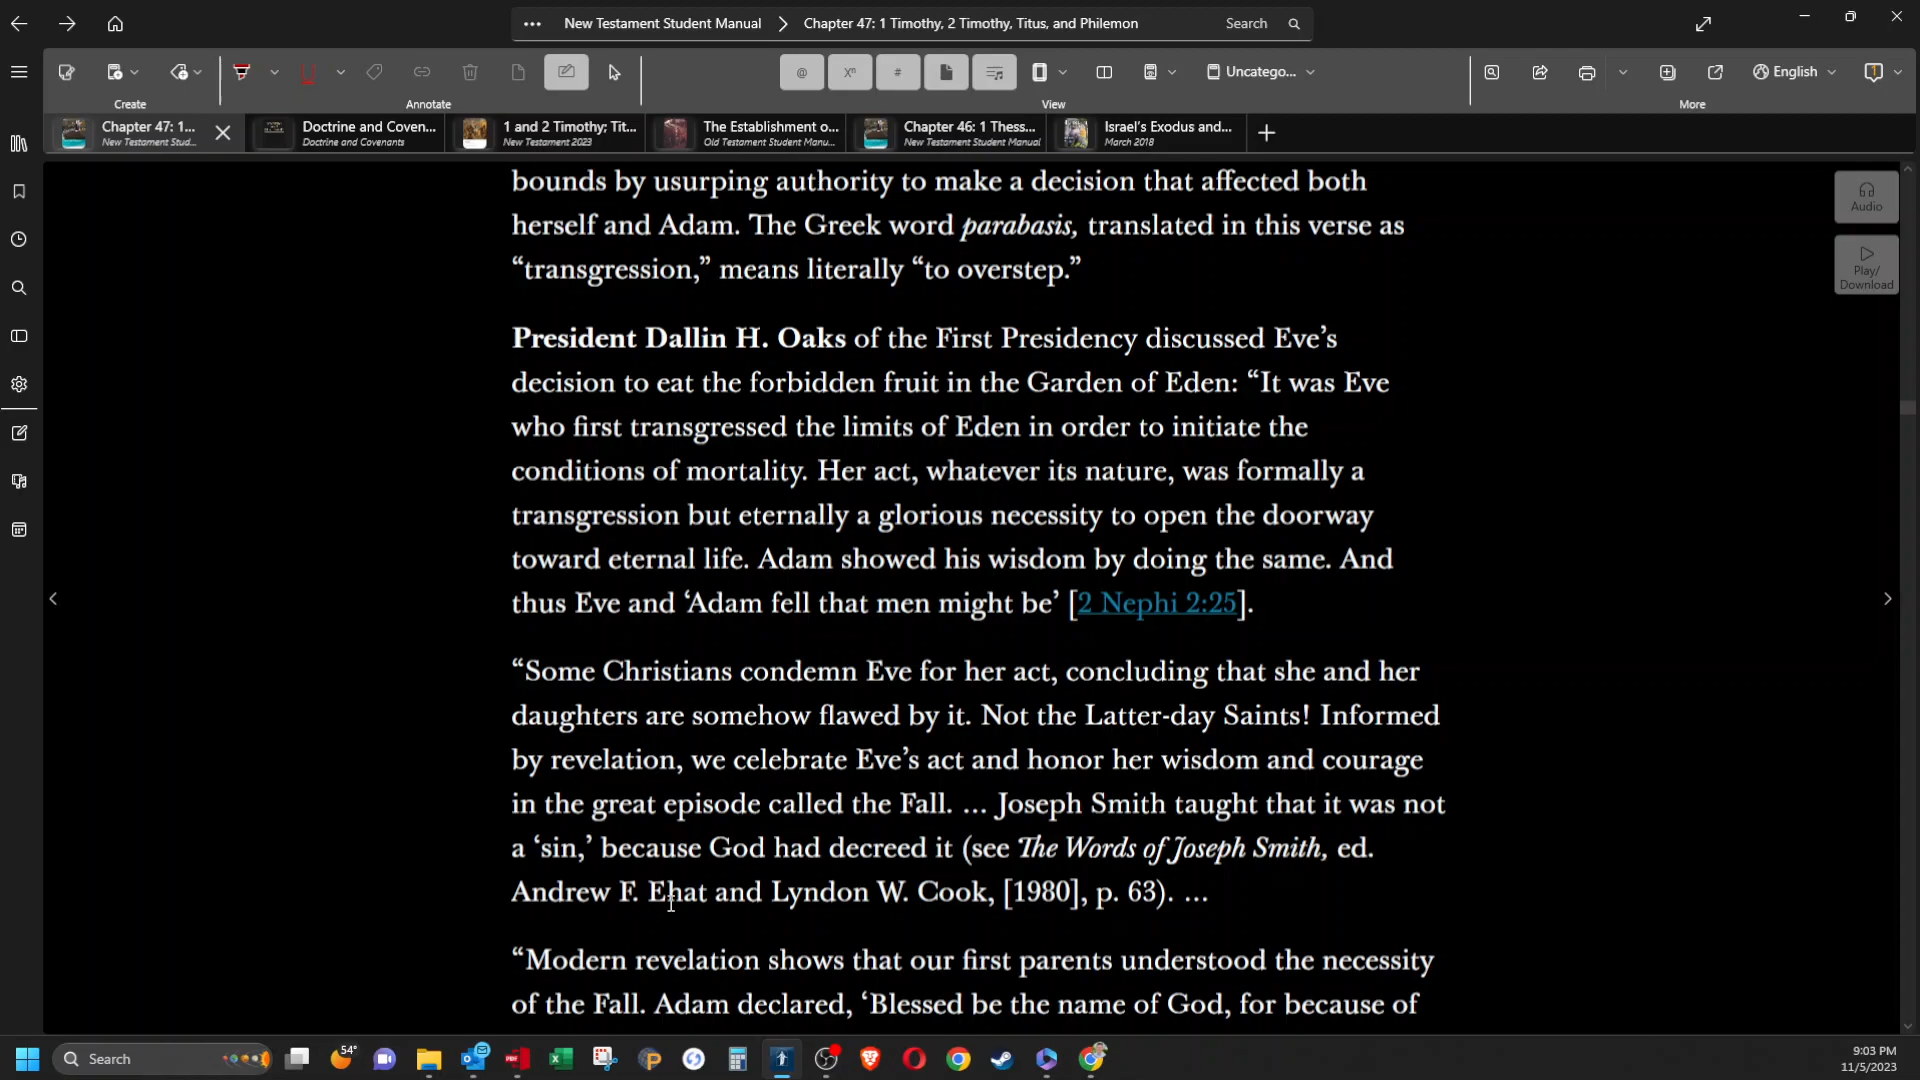 New Testament Student Manual
Chapter 47: 1 Timothy, 2 Timothy, Titus, and Philemon
Search
Uncatego...
English
Create
Annotate
View
More
Chapter 47: 1...
New Testament Stud...
Doctrine and Coven...
Doctrine and Covenants
1 and 2 Timothy; Tit...
New Testament 2023
The Establishment o...
Old Testament Student Manu...
Chapter 46: 1 Thess...
New Testament Student Manual
Israel's Exodus and...
March 2018
Audio
Play/
Download
bounds by usurping authority to make a decision that affected both
herself and Adam. The Greek word parabasis, translated in this verse as
“transgression,” means literally “to overstep.”
President Dallin H. Oaks of the First Presidency discussed Eve’s
decision to eat the forbidden fruit in the Garden of Eden: “It was Eve
who first transgressed the limits of Eden in order to initiate the
conditions of mortality. Her act, whatever its nature, was formally a
transgression but eternally a glorious necessity to open the doorway
toward eternal life. Adam showed his wisdom by doing the same. And
thus Eve and ‘Adam fell that men might be’ [2 Nephi 2:25].
“Some Christians condemn Eve for her act, concluding that she and her
daughters are somehow flawed by it. Not the Latter-day Saints! Informed
by revelation, we celebrate Eve’s act and honor her wisdom and courage
in the great episode called the Fall. … Joseph Smith taught that it was not
a ‘sin,’ because God had decreed it (see The Words of Joseph Smith, ed.
Andrew F. Ehat and Lyndon W. Cook, [1980], p. 63). …
“Modern revelation shows that our first parents understood the necessity
of the Fall. Adam declared, ‘Blessed be the name of God, for because of
Search
54°
9:03 PM
11/5/2023